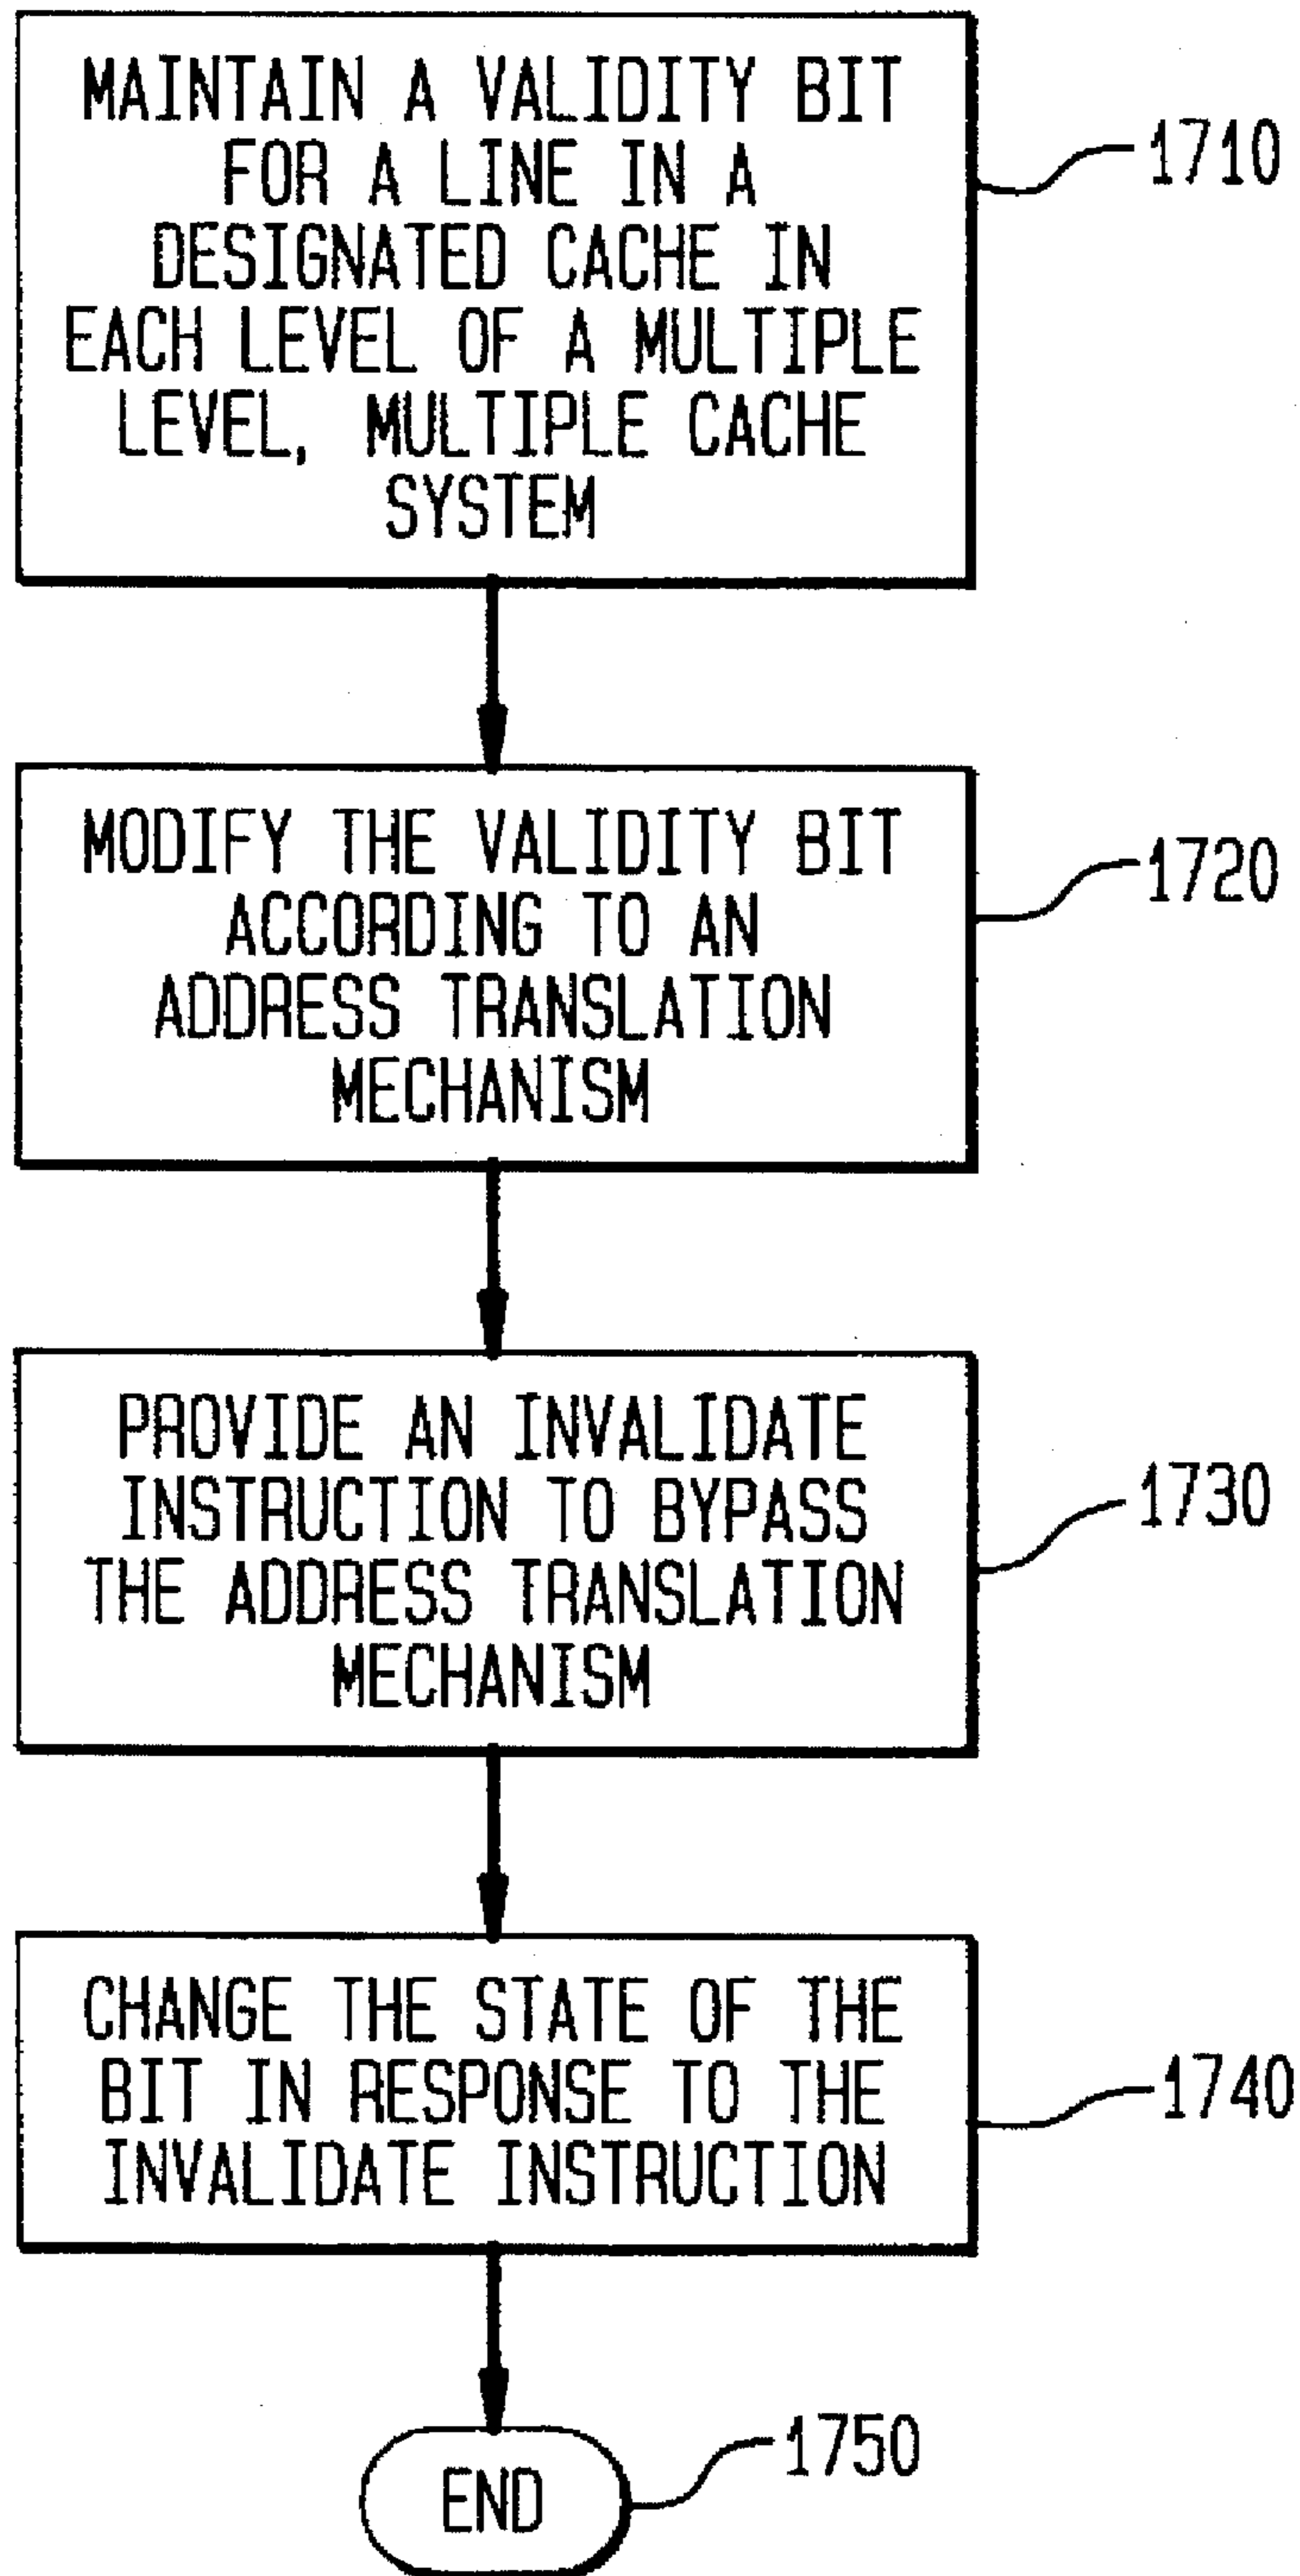 MAINTAIN A VALIDITY BIT
FOR A LINE IN A
DESIGNATED CACHE IN
EACH LEVEL OF A MULTIPLE
LEVEL, MULTIPLE CACHE
SYSTEM
1710
MODIFY THE VALIDITY BIT
ACCORDING TO AN
ADDRESS TRANSLATION
MECHANISM
1720
PROVIDE AN INVALIDATE
INSTRUCTION TO BYPASS
THE ADDRESS TRANSLATION
MECHANISM
1730
CHANGE THE STATE OF THE
BIT IN RESPONSE TO THE
INVALIDATE INSTRUCTION
1740
END
1750